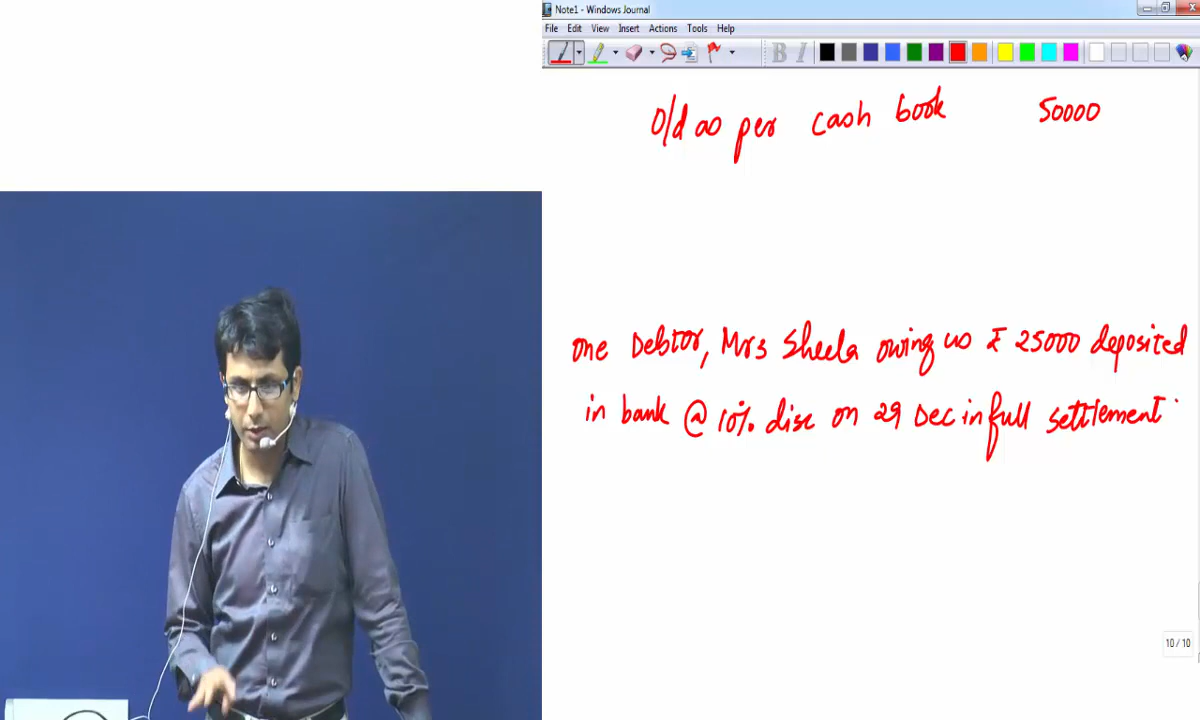 Note1 - Windows Journal
File Edit View Insert Actions Tools Help
B I
O/d as per cash book 50000
one Debtor, Mrs Sheela owing us ₹ 25000 deposited
in bank @ 10% disc on 29 Dec in full settlement
10 / 10